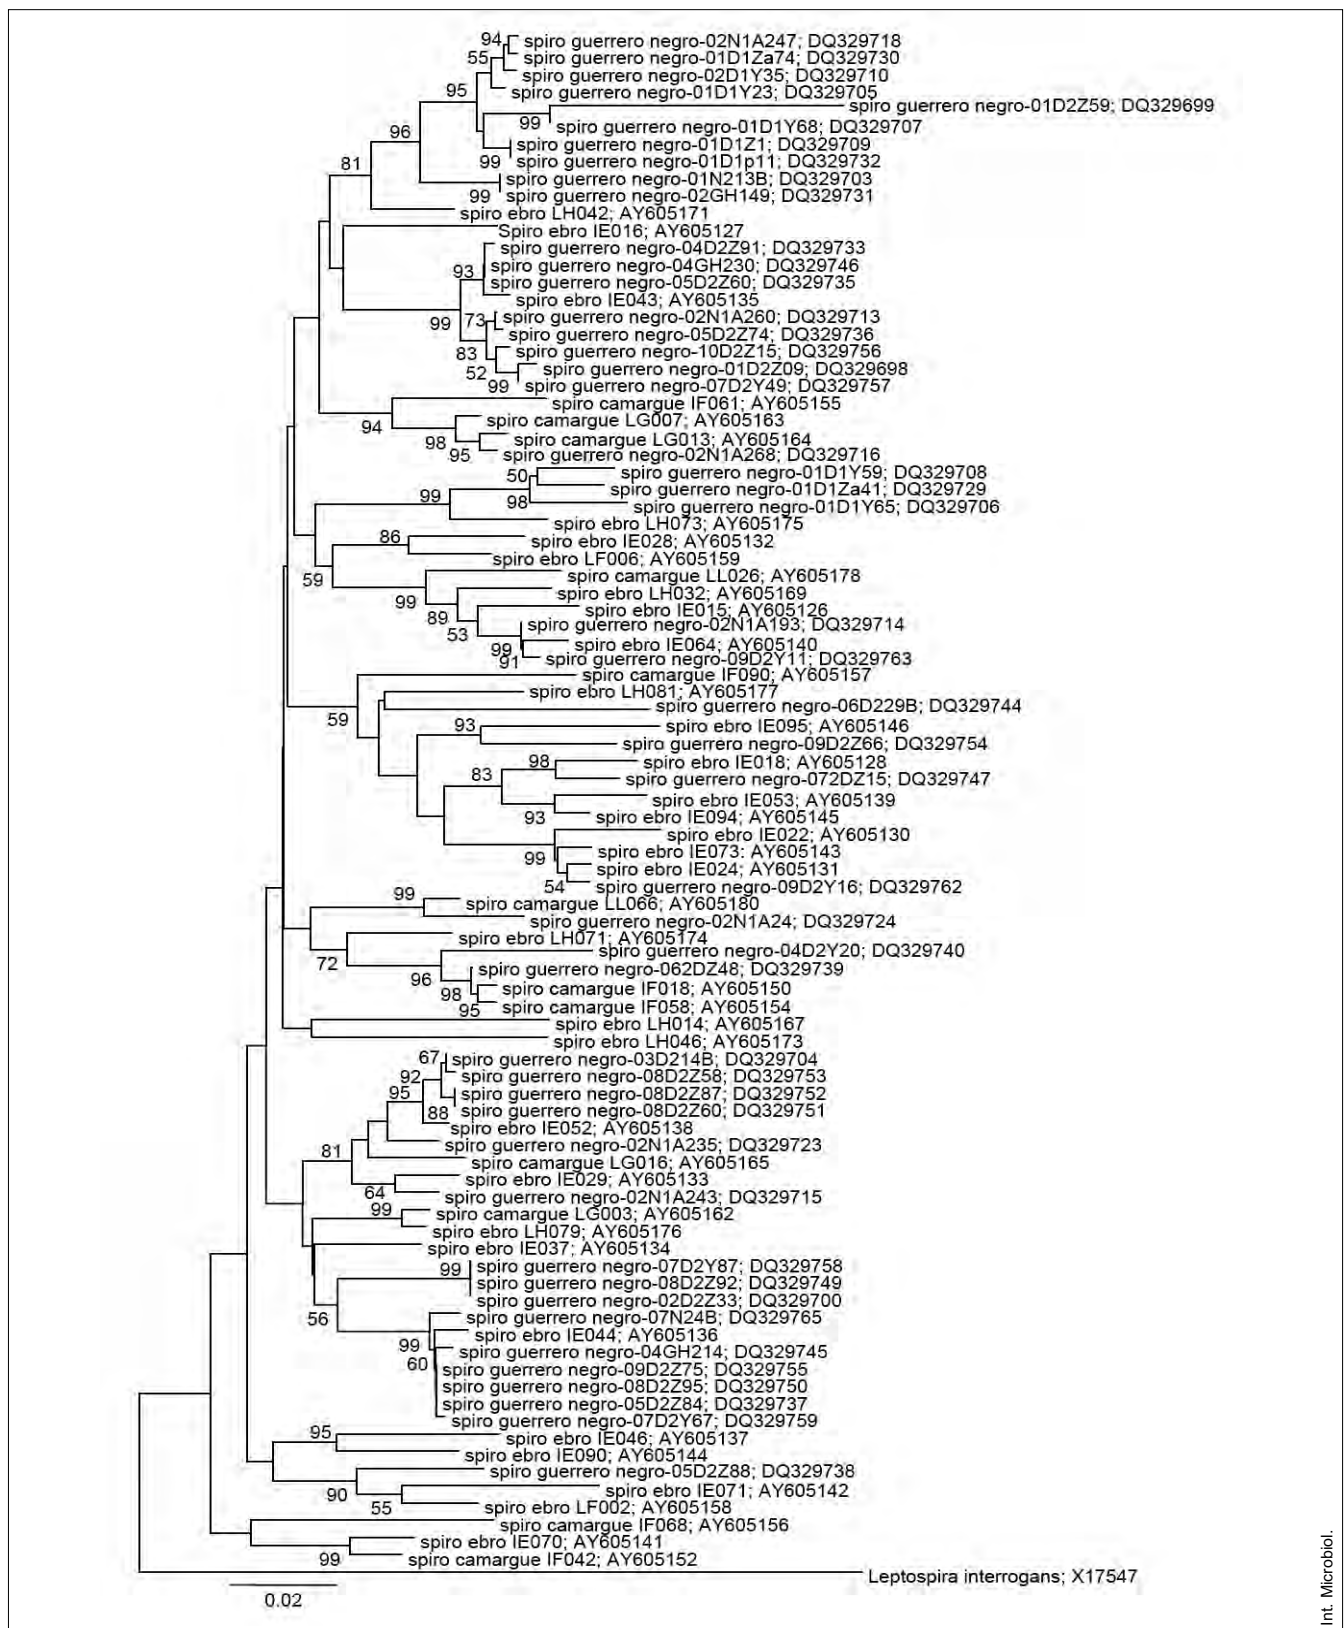 94 spiro guerrero negro-02N1A247; DQ329718
55 spiro guerrero negro-01D1Za74; DQ329730
spiro guerrero negro-02D1Y35; DQ329710
95 spiro guerrero negro-01D1Y23; DQ329705
spiro guerrero negro-01D2Z59; DQ329699
96 99 spiro guerrero negro-01D1Y68; DQ329707
spiro guerrero negro-01D1Z1; DQ329709
81 99 spiro guerrero negro-01D1p11; DQ329732
spiro guerrero negro-01N213B; DQ329703
99 spiro guerrero negro-02GH149; DQ329731
spiro ebro LH042; AY605171
Spiro ebro IE016; AY605127
spiro guerrero negro-04D2Z91; DQ329733
93 spiro guerrero negro-04GH230; DQ329746
spiro guerrero negro-05D2Z60; DQ329735
spiro ebro IE043; AY605135
99 73 spiro guerrero negro-02N1A260; DQ329713
spiro guerrero negro-05D2Z74; DQ329736
83 spiro guerrero negro-10D2Z15; DQ329756
52 spiro guerrero negro-01D2Z09; DQ329698
99 spiro guerrero negro-07D2Y49; DQ329757
spiro camargue IF061; AY605155
94 spiro camargue LG007; AY605163
98 spiro camargue LG013; AY605164
95 spiro guerrero negro-02N1A268; DQ329716
50 spiro guerrero negro-01D1Y59; DQ329708
99 spiro guerrero negro-01D1Za41; DQ329729
98 spiro guerrero negro-01D1Y65; DQ329706
spiro ebro LH073; AY605175
86 spiro ebro IE028; AY605132
spiro ebro LF006; AY605159
59 spiro camargue LL026; AY605178
99 spiro ebro LH032; AY605169
89 spiro ebro IE015; AY605126
53 spiro guerrero negro-02N1A193; DQ329714
99 spiro ebro IE064; AY605140
91 spiro guerrero negro-09D2Y11; DQ329763
spiro camargue IF090; AY605157
spiro ebro LH081; AY605177
59 spiro guerrero negro-06D229B; DQ329744
93 spiro ebro IE095; AY605146
spiro guerrero negro-09D2Z66; DQ329754
98 spiro ebro IE018; AY605128
83 spiro guerrero negro-072DZ15; DQ329747
spiro ebro IE053; AY605139
93 spiro ebro IE094; AY605145
spiro ebro IE022; AY605130
99 spiro ebro IE073: AY605143
spiro ebro IE024; AY605131
54 spiro guerrero negro-09D2Y16; DQ329762
99 spiro camargue LL066; AY605180
spiro guerrero negro-02N1A24; DQ329724
spiro ebro LH071; AY605174
72 spiro guerrero negro-04D2Y20; DQ329740
96 spiro guerrero negro-062DZ48; DQ329739
98 spiro camargue IF018; AY605150
95 spiro camargue IF058; AY605154
spiro ebro LH014; AY605167
spiro ebro LH046; AY605173
67 spiro guerrero negro-03D214B; DQ329704
92 spiro guerrero negro-08D2Z58; DQ329753
95 spiro guerrero negro-08D2Z87; DQ329752
88 spiro guerrero negro-08D2Z60; DQ329751
spiro ebro IE052; AY605138
81 spiro guerrero negro-02N1A235; DQ329723
spiro camargue LG016; AY605165
spiro ebro IE029; AY605133
64 spiro guerrero negro-02N1A243; DQ329715
99 spiro camargue LG003; AY605162
spiro ebro LH079; AY605176
spiro ebro IE037; AY605134
99 spiro guerrero negro-07D2Y87; DQ329758
spiro guerrero negro-08D2Z92; DQ329749
spiro guerrero negro-02D2Z33; DQ329700
56 spiro guerrero negro-07N24B; DQ329765
99 spiro ebro IE044; AY605136
60 spiro guerrero negro-04GH214; DQ329745
spiro guerrero negro-09D2Z75; DQ329755
spiro guerrero negro-08D2Z95; DQ329750
spiro guerrero negro-05D2Z84; DQ329737
spiro guerrero negro-07D2Y67; DQ329759
95 spiro ebro IE046; AY605137
spiro ebro IE090; AY605144
spiro guerrero negro-05D2Z88; DQ329738
90 spiro ebro IE071; AY605142
55 spiro ebro LF002; AY605158
spiro camargue IF068; AY605156
spiro ebro IE070; AY605141
99 spiro camargue IF042; AY605152
Leptospira interrogans; X17547
0.02
Int. Microbiol.